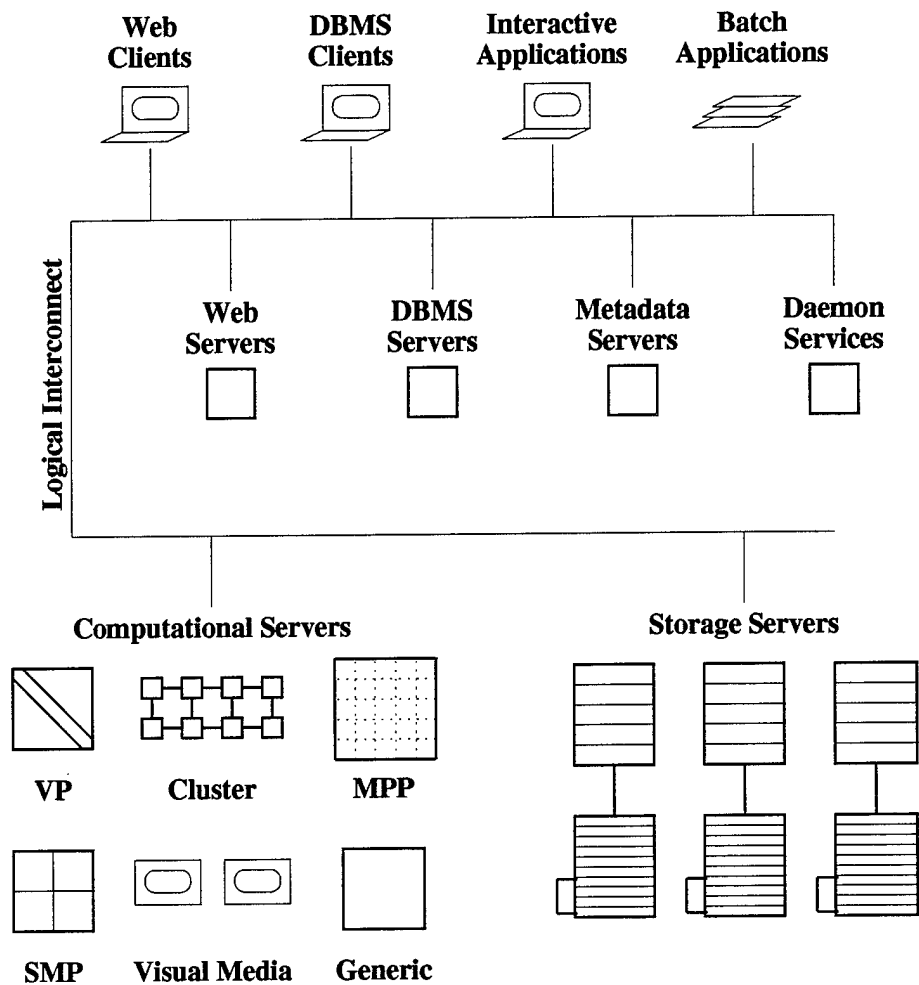 Web
Clients
DBMS
Clients
Interactive
Applications
Batch
Applications
Logical Interconnect
Web
Servers
DBMS
Servers
Metadata
Servers
Daemon
Services
Computational Servers
Storage Servers
VP
Cluster
MPP
SMP
Visual Media
Generic